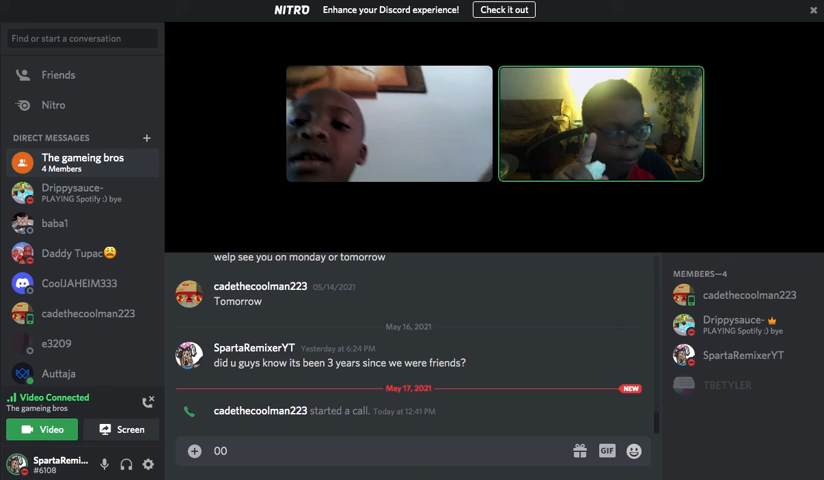 NITRO Enhance your Discord experience! Check it out
Find or start a conversation
Friends
Nitro
DIRECT MESSAGES
The gameing bros
4 Members
Drippysauce-
PLAYING Spotify :) bye
baba1
Daddy Tupac😩
CoolJAHEIM333
cadethecoolman223
e3209
Auttaja
Video Connected
The gameing bros
Video Screen
SpartaRemi...
#6108
welp see you on monday or tomorrow
cadethecoolman223 05/14/2021
Tomorrow
May 16, 2021
SpartaRemixerYT Yesterday at 6:24 PM
did u guys know its been 3 years since we were friends?
May 17, 2021 NEW
cadethecoolman223 started a call. Today at 12:41 PM
00
GIF
MEMBERS—4
cadethecoolman223
Drippysauce-
PLAYING Spotify :) bye
SpartaRemixerYT
TBETYLER